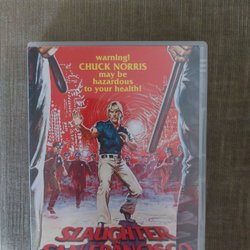 warning!
CHUCK NORRIS
may be
hazardous
to your health!
SLAUGHTER